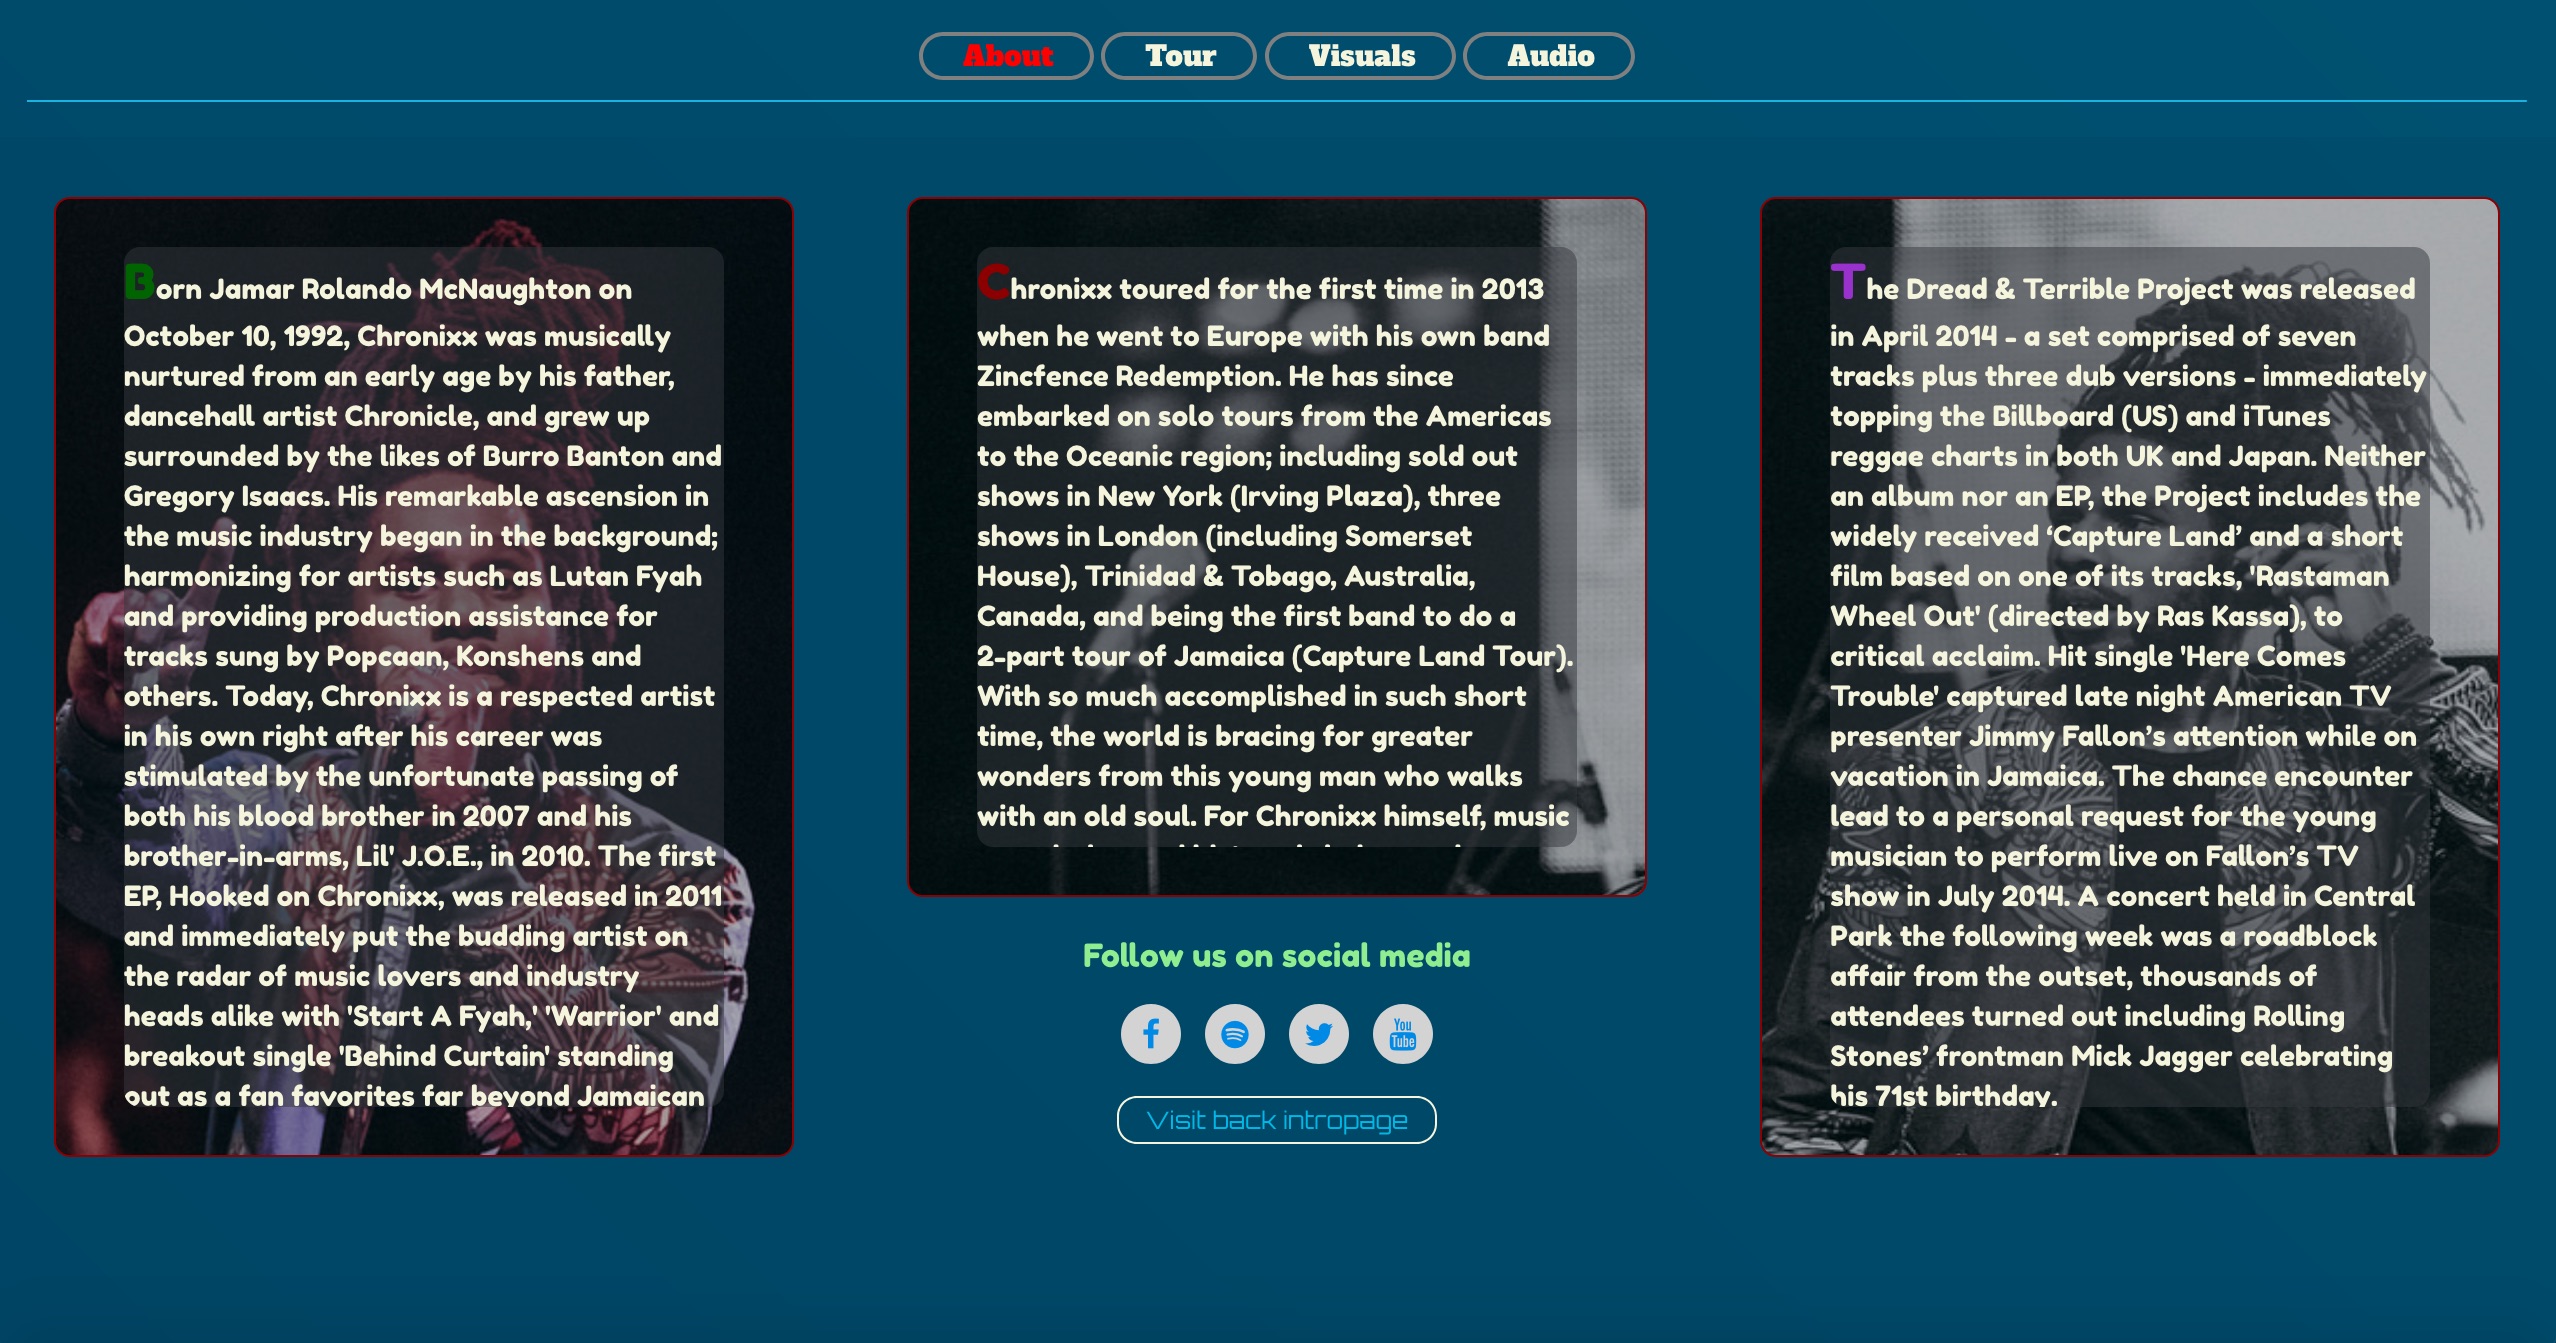 About
Tour
Visuals
Audio
Born Jamar Rolando McNaughton on
October 10, 1992, Chronixx was musically
nurtured from an early age by his father,
dancehall artist Chronicle, and grew up
surrounded by the likes of Burro Banton and
Gregory Isaacs. His remarkable ascension in
the music industry began in the background;
harmonizing for artists such as Lutan Fyah
and providing production assistance for
tracks sung by Popcaan, Konshens and
others. Today, Chronixx is a respected artist
in his own right after his career was
stimulated by the unfortunate passing of
both his blood brother in 2007 and his
brother-in-arms, Lil' J.O.E., in 2010. The first
EP, Hooked on Chronixx, was released in 2011
and immediately put the budding artist on
the radar of music lovers and industry
heads alike with 'Start A Fyah,' 'Warrior' and
breakout single 'Behind Curtain' standing
out as a fan favorites far beyond Jamaican
Chronixx toured for the first time in 2013
when he went to Europe with his own band
Zincfence Redemption. He has since
embarked on solo tours from the Americas
to the Oceanic region; including sold out
shows in New York (Irving Plaza), three
shows in London (including Somerset
House), Trinidad & Tobago, Australia,
Canada, and being the first band to do a
2-part tour of Jamaica (Capture Land Tour).
With so much accomplished in such short
time, the world is bracing for greater
wonders from this young man who walks
with an old soul. For Chronixx himself, music
Follow us on social media
You
Tube
Visit back intropage
The Dread & Terrible Project was released
in April 2014 - a set comprised of seven
tracks plus three dub versions - immediately
topping the Billboard (US) and iTunes
reggae charts in both UK and Japan. Neither
an album nor an EP, the Project includes the
widely received ‘Capture Land’ and a short
film based on one of its tracks, 'Rastaman
Wheel Out' (directed by Ras Kassa), to
critical acclaim. Hit single 'Here Comes
Trouble' captured late night American TV
presenter Jimmy Fallon’s attention while on
vacation in Jamaica. The chance encounter
lead to a personal request for the young
musician to perform live on Fallon’s TV
show in July 2014. A concert held in Central
Park the following week was a roadblock
affair from the outset, thousands of
attendees turned out including Rolling
Stones’ frontman Mick Jagger celebrating
his 71st birthday.